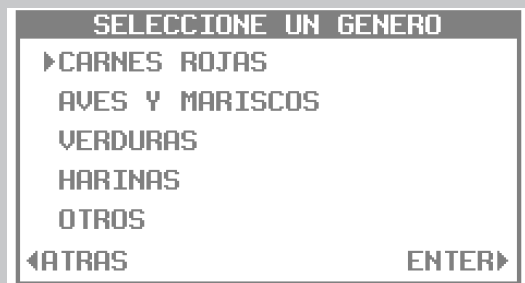 SELECCIONE UN GENERO
CARNES ROJAS
AVES Y MARISCOS
VERDURAS
HARINAS
OTROS
ATRAS ENTER